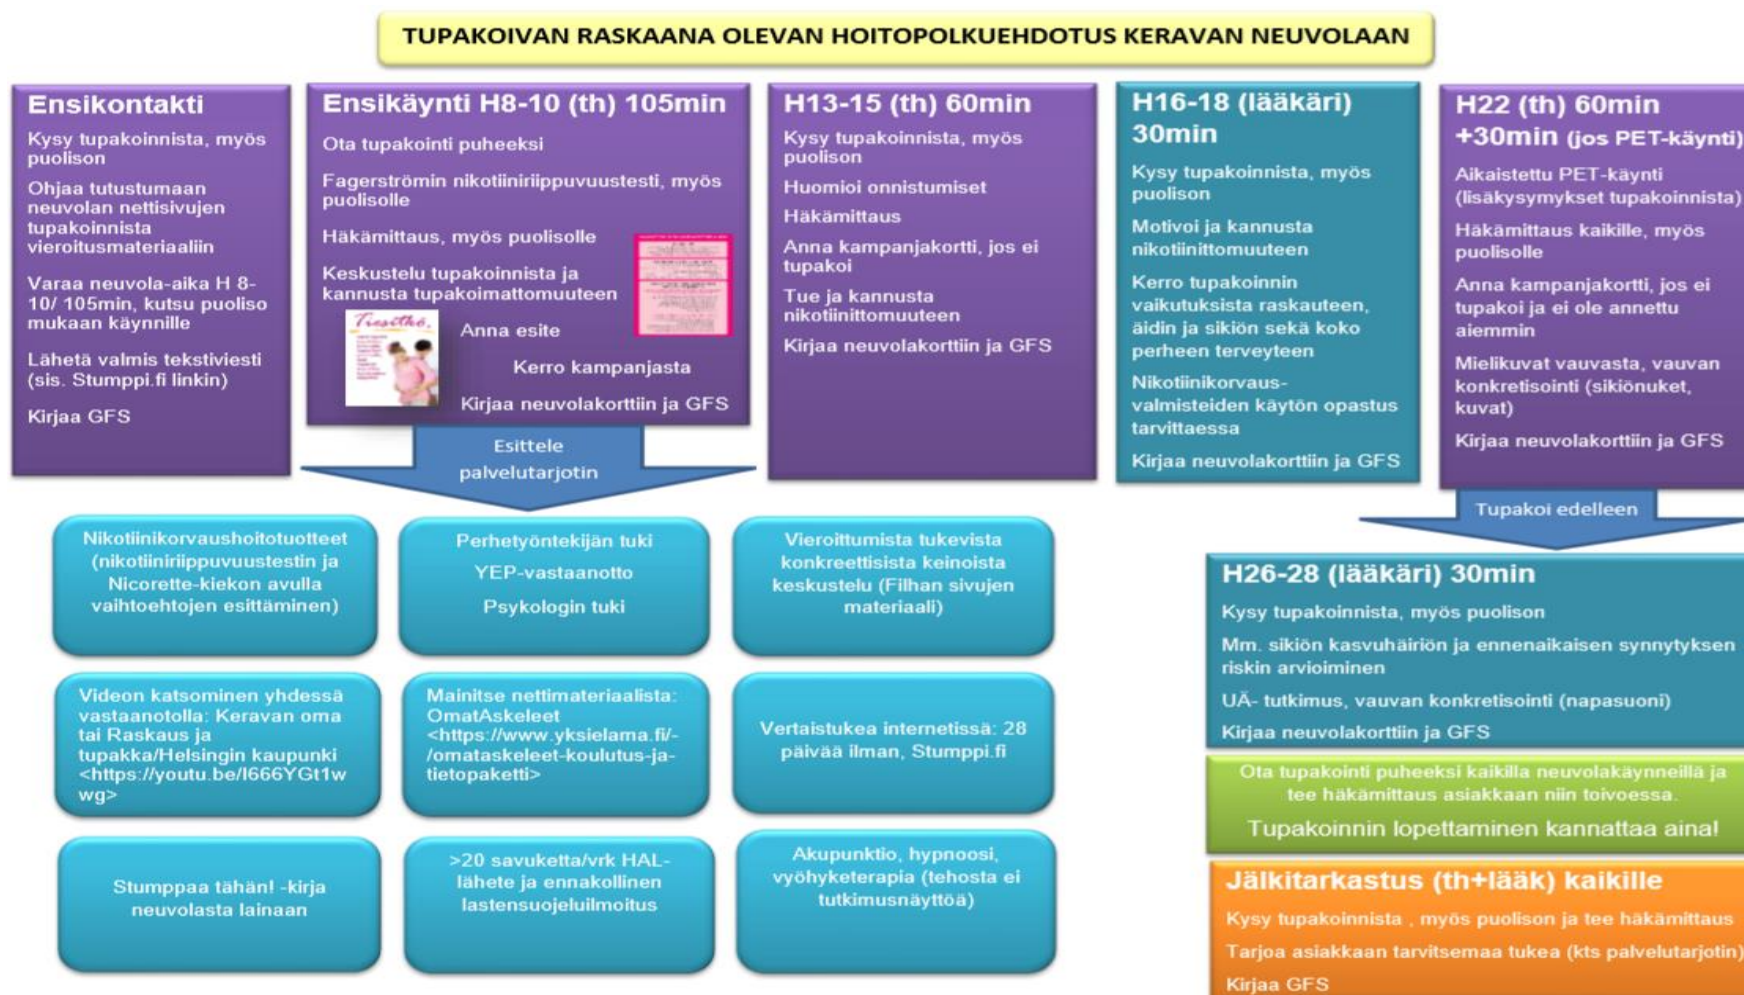 TUPAKOIVAN RASKAANA OLEVAN HOITOPOLKUEHDOTUS KERAVAN NEUVOLAAN
Ensikontakti
Kysy tupakoinnista, myös
puolison
Ohjaa tutustumaan
neuvolan nettisivujen
tupakoinnista
vieroitusmateriaaliin
Varaa neuvola-aika H 8-
10/ 105min, kutsu puoliso
mukaan käynnille
Lähetä valmis tekstiviesti
(sis. Stumppi.fi linkin)
Kirjaa GFS
Ensikäynti H8-10 (th) 105min
Ota tupakointi puheeksi
Fagerströmin nikotiiniriippuvuustesti, myös
puolisolle
Häkämittaus, myös puolisolle
Keskustelu tupakoinnista ja
kannusta tupakoimattomuuteen
Tiesitkö,
Anna esite
Kerro kampanjasta
Kirjaa neuvolakorttiin ja GFS
H13-15 (th) 60min
Kysy tupakoinnista, myös
puolison
Huomioi onnistumiset
Häkämittaus
Anna kampanjakortti, jos ei
tupakoi
Tue ja kannusta
nikotiinittomuuteen
Kirjaa neuvolakorttiin ja GFS
H16-18 (lääkäri)
30min
Kysy tupakoinnista, myös
puolison
Motivoi ja kannusta
nikotiinittomuuteen
Kerro tupakoinnin
vaikutuksista raskauteen,
äidin ja sikiön sekä koko
perheen terveyteen
Nikotiinikorvaus-
valmisteiden käytön opastus
tarvittaessa
Kirjaa neuvolakorttiin ja GFS
H22 (th) 60min
+30min (jos PET-käynti)
Aikaistettu PET-käynti
(lisäkysymykset tupakoinnista)
Häkämittaus kaikille, myös
puolisolle
Anna kampanjakortti, jos ei
tupakoi ja ei ole annettu
aiemmin
Mielikuvat vauvasta, vauvan
konkretisointi (sikiönuket,
kuvat)
Kirjaa neuvolakorttiin ja GFS
Esittele
palvelutarjotin
Nikotiinikorvaushoitotuotteet
(nikotiiniriippuvuustestin ja
Nicorette-kiekon avulla
vaihtoehtojen esittäminen)
Perhetyöntekijän tuki
YEP-vastaanotto
Psykologin tuki
Vieroittumista tukevista
konkreettisista keinoista
keskustelu (Filhan sivujen
materiaali)
Videon katsominen yhdessä
vastaanotolla: Keravan oma
tai Raskaus ja
tupakka/Helsingin kaupunki
<https://youtu.be/I666YGt1w
wg>
Mainitse nettimateriaalista:
OmatAskeleet
<https://www.yksielama.fi/-
/omataskeleet-koulutus-ja-
tietopaketti>
Vertaistukea internetissä: 28
päivää ilman, Stumppi.fi
Stumppaa tähän! -kirja
neuvolasta lainaan
>20 savuketta/vrk HAL-
lähete ja ennakollinen
lastensuojeluilmoitus
Akupunktio, hypnoosi,
vyöhyketerapia (tehosta ei
tutkimusnäyttöä)
Tupakoi edelleen
H26-28 (lääkäri) 30min
Kysy tupakoinnista, myös puolison
Mm. sikiön kasvuhäiriön ja ennenaikaisen synnytyksen
riskin arvioiminen
UÄ- tutkimus, vauvan konkretisointi (napasuoni)
Kirjaa neuvolakorttiin ja GFS
Ota tupakointi puheeksi kaikilla neuvolakäynneillä ja
tee häkämittaus asiakkaan niin toivoessa.
Tupakoinnin lopettaminen kannattaa aina!
Jälkitarkastus (th+lääk) kaikille
Kysy tupakoinnista , myös puolison ja tee häkämittaus
Tarjoa asiakkaan tarvitsemaa tukea (kts palvelutarjotin)
Kirjaa GFS